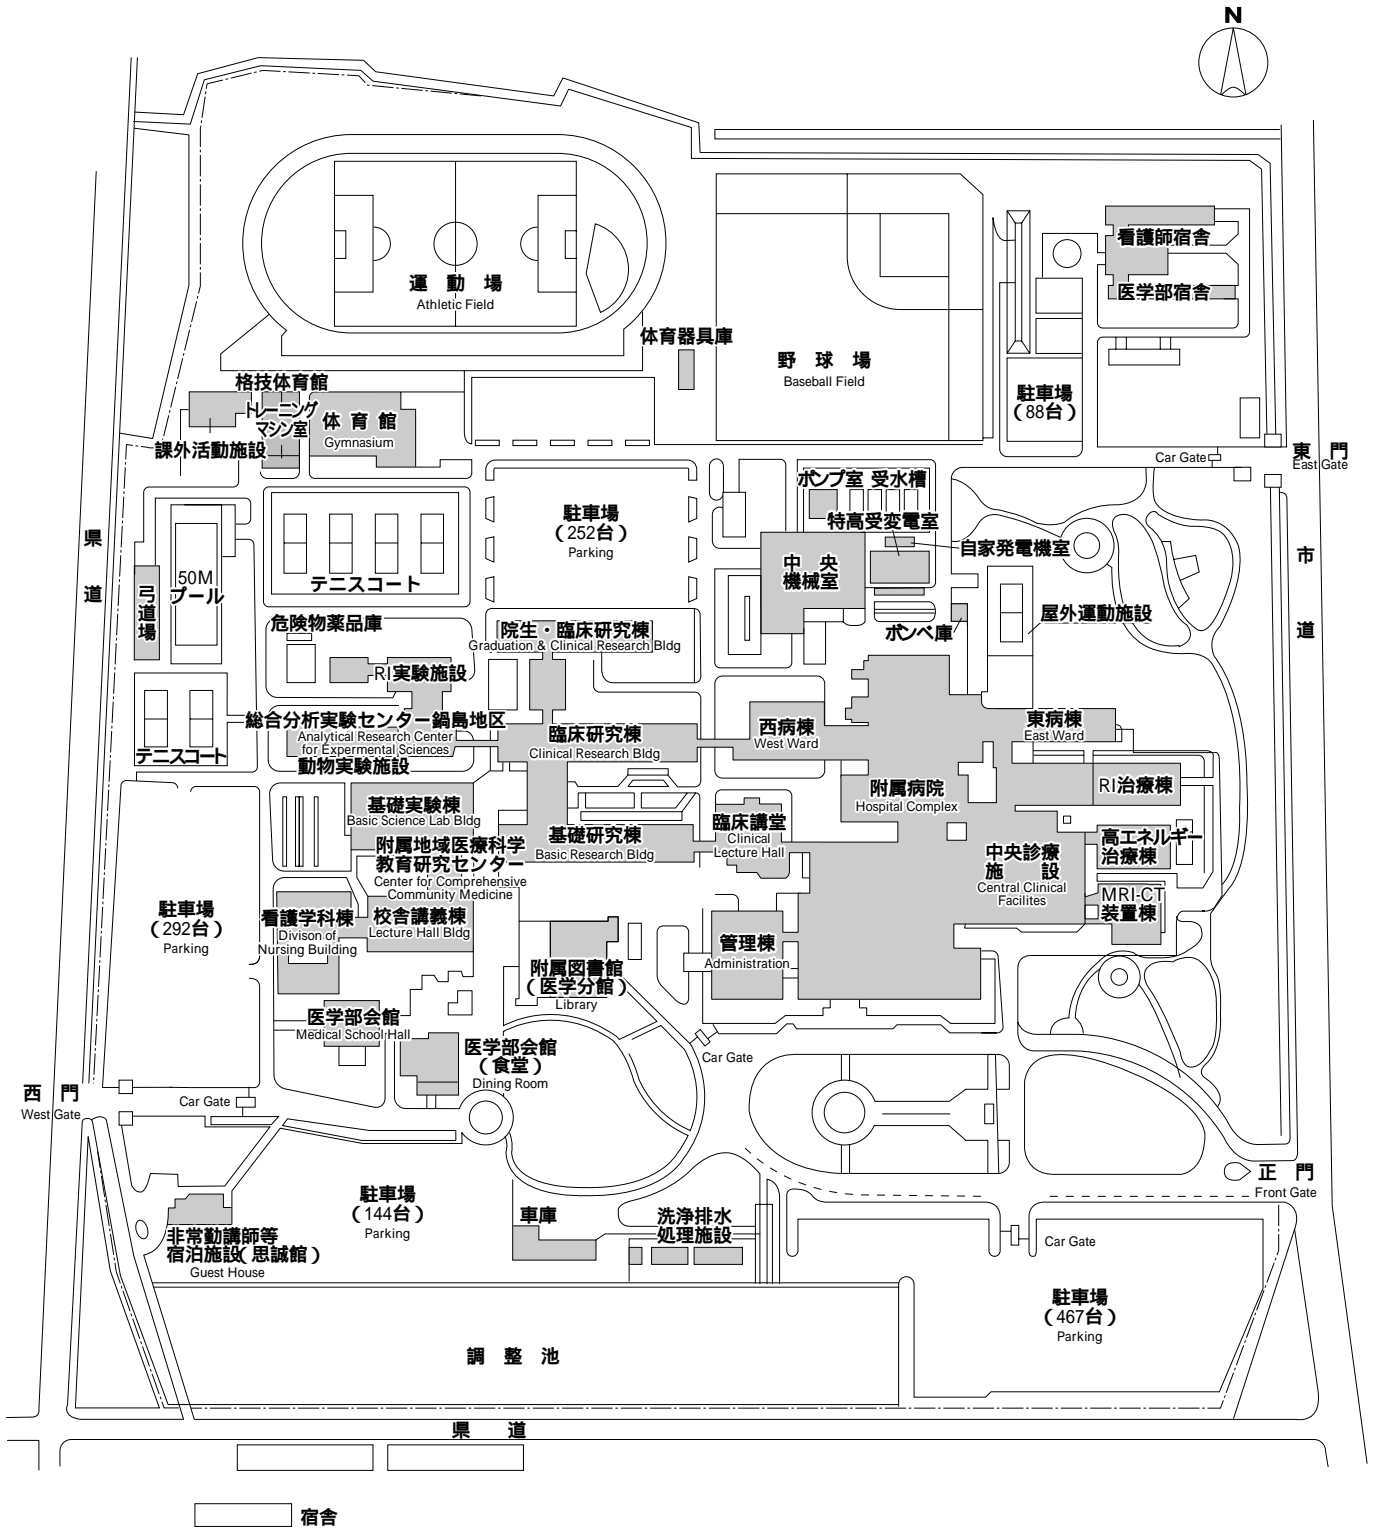 N
看護師宿舎
医学部宿舎
運動場
Athletic Field
体育器具庫
野球場
Baseball Field
駐車場
（88台）
格技体育館
トレーニング
マシン室
体育館
Gymnasium
課外活動施設
Car Gate
東門
East Gate
ポンプ室 受水槽
特高受変電室
自家発電機室
駐車場
（252台）
Parking
中央
機械室
県道
市道
50M
プール
テニスコート
弓道場
危険物薬品庫
院生・臨床研究棟
Graduation & Clinical Research Bldg
ボンベ庫
屋外運動施設
RI実験施設
総合分析実験センター鍋島地区
Analytical Research Center
for Expermental Sciences
動物実験施設
テニスコート
臨床研究棟
Clinical Research Bldg
西病棟
West Ward
東病棟
East Ward
附属病院
Hospital Complex
RI治療棟
基礎実験棟
Basic Science Lab Bldg
基礎研究棟
Basic Research Bldg
臨床講堂
Clinical
Lecture Hall
高エネルギー
治療棟
附属地域医療科学
教育研究センター
Center for Comprehensive
Community Medicine
中央診療
施設
Central Clinical
Facilites
MRI-CT
装置棟
駐車場
（292台）
Parking
看護学科棟
Divison of
Nursing Building
校舎講義棟
Lecture Hall Bldg
管理棟
Administration
附属図書館
（医学分館）
Library
医学部会館
Medical School Hall
医学部会館
（食堂）
Dining Room
Car Gate
西門
West Gate
Car Gate
正門
Front Gate
駐車場
（144台）
Parking
車庫
洗浄排水
処理施設
Car Gate
非常勤講師等
宿泊施設（思誠館）
Guest House
駐車場
（467台）
Parking
調整池
県道
宿舎